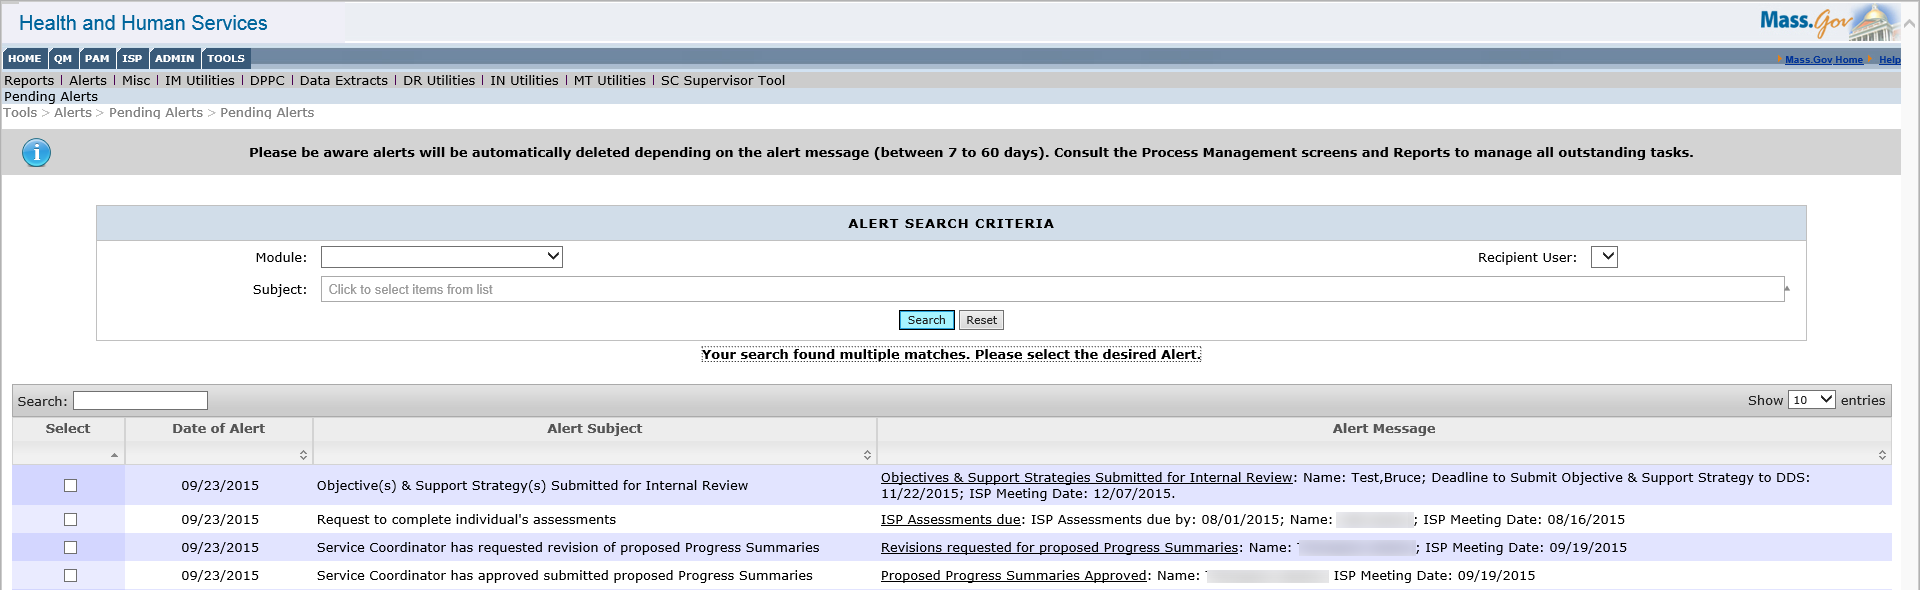 Health and Human Services
Mass.Gov
HOME QM PAM ISP ADMIN TOOLS
Mass.Gov Home Help
Reports | Alerts | Misc | IM Utilities | DPPC | Data Extracts | DR Utilities | IN Utilities | MT Utilities | SC Supervisor Tool
Pending Alerts
Tools > Alerts > Pending Alerts > Pending Alerts
Please be aware alerts will be automatically deleted depending on the alert message (between 7 to 60 days). Consult the Process Management screens and Reports to manage all outstanding tasks.
ALERT SEARCH CRITERIA
Module: Recipient User:
Subject: Click to select items from list
Search Reset
Your search found multiple matches. Please select the desired Alert.
Search: Show 10 entries
Select Date of Alert Alert Subject Alert Message
09/23/2015 Objective(s) & Support Strategy(s) Submitted for Internal Review Objectives & Support Strategies Submitted for Internal Review: Name: Test,Bruce; Deadline to Submit Objective & Support Strategy to DDS:
11/22/2015; ISP Meeting Date: 12/07/2015.
09/23/2015 Request to complete individual's assessments ISP Assessments due: ISP Assessments due by: 08/01/2015; Name: ; ISP Meeting Date: 08/16/2015
09/23/2015 Service Coordinator has requested revision of proposed Progress Summaries Revisions requested for proposed Progress Summaries: Name: ; ISP Meeting Date: 09/19/2015
09/23/2015 Service Coordinator has approved submitted proposed Progress Summaries Proposed Progress Summaries Approved: Name: ISP Meeting Date: 09/19/2015